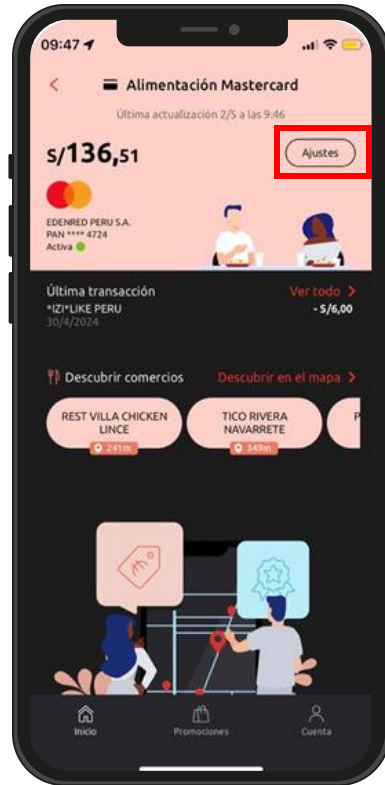 09:47
Alimentación Mastercard
Última actualización 2/5 a las 9:46
S/136,51
Ajustes
EDENRED PERU S.A.
PAN **** 4724
Activa
Última transacción
Ver todo >
*IZI*LIKE PERU
- S/6,00
30/4/2024
Descubrir comercios
Descubrir en el mapa >
REST VILLA CHICKEN
LINCE
241m
TICO RIVERA
NAVARRETE
349m
P
Inicio
Promociones
Cuenta